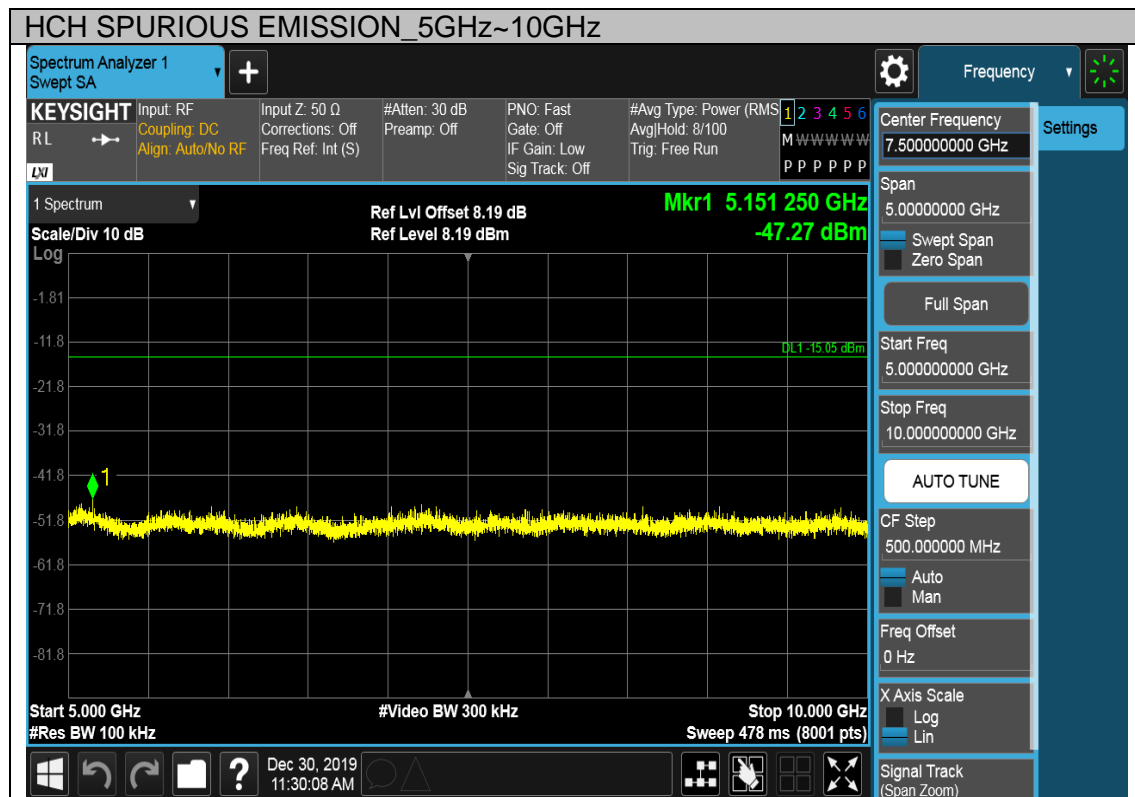 HCH SPURIOUS EMISSION_5GHz~10GHz
Spectrum Analyzer 1
Swept SA
+
Frequency
KEYSIGHT
RL
LXI
Input: RF
Coupling: DC
Align: Auto/No RF
Input Z: 50 Ω
Corrections: Off
Freq Ref: Int (S)
#Atten: 30 dB
Preamp: Off
PNO: Fast
Gate: Off
IF Gain: Low
Sig Track: Off
#Avg Type: Power (RMS
Avg|Hold: 8/100
Trig: Free Run
1 2 3 4 5 6
M W W W W W
P P P P P P
1 Spectrum
Scale/Div 10 dB
Ref Lvl Offset 8.19 dB
Ref Level 8.19 dBm
Mkr1 5.151 250 GHz
-47.27 dBm
Log
-1.81
-11.8
-21.8
-31.8
-41.8
-51.8
-61.8
-71.8
-81.8
DL1 -15.05 dBm
1
Start 5.000 GHz
#Res BW 100 kHz
#Video BW 300 kHz
Stop 10.000 GHz
Sweep 478 ms (8001 pts)
Center Frequency
7.500000000 GHz
Settings
Span
5.00000000 GHz
Swept Span
Zero Span
Full Span
Start Freq
5.000000000 GHz
Stop Freq
10.000000000 GHz
AUTO TUNE
CF Step
500.000000 MHz
Auto
Man
Freq Offset
0 Hz
X Axis Scale
Log
Lin
Signal Track
(Span Zoom)
?
Dec 30, 2019
11:30:08 AM